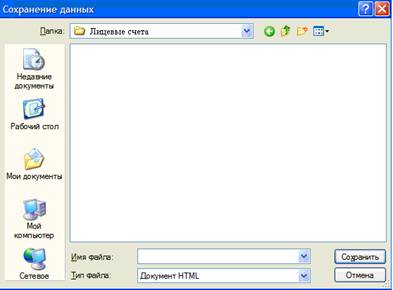 Сохранение данных
Папка: Лицевые счета
Недавние документы
Рабочий стол
Мои документы
Мой компьютер
Сетевое
Имя файла:
Сохранить
Тип файла: Документ HTML
Отмена